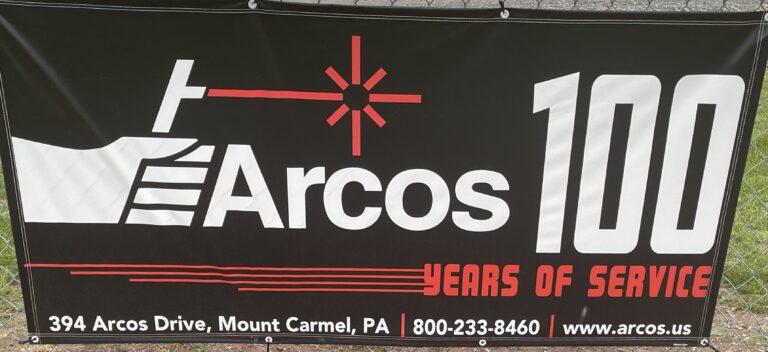 Arcos 100
YEARS OF SERVICE
394 Arcos Drive, Mount Carmel, PA | 800-233-8460 | www.arcos.us